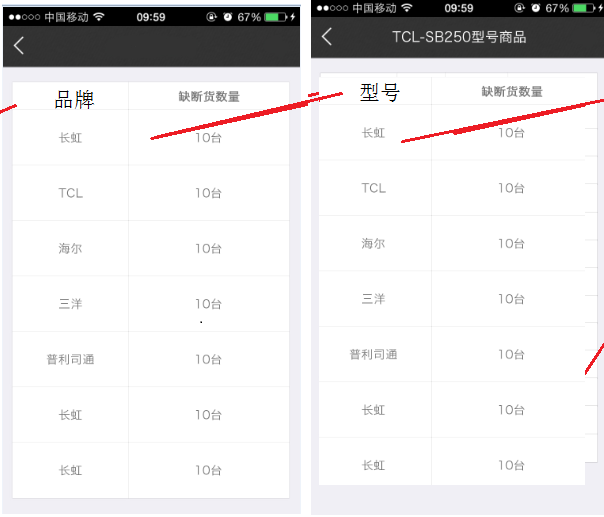 ●●○○○ 中国移动 09:59 67%
品牌 缺断货数量
长虹 10台
TCL 10台
海尔 10台
三洋 10台
普利司通 10台
长虹 10台
长虹 10台
●●○○○ 中国移动 09:59 67%
TCL-SB250型号商品
型号 缺断货数量
长虹 10台
TCL 10台
海尔 10台
三洋 10台
普利司通 10台
长虹 10台
长虹 10台